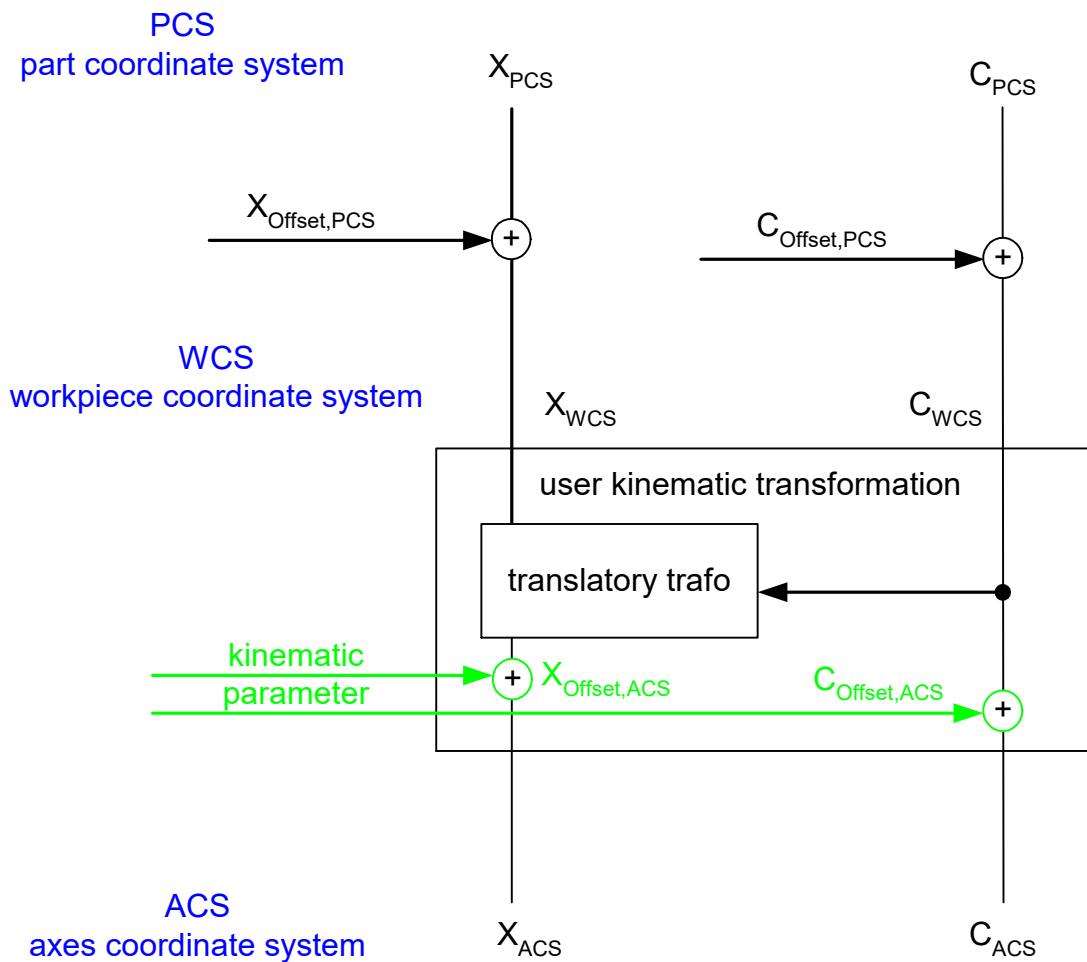 PCS
part coordinate system
X_PCS
C_PCS
X_Offset,PCS
+
C_Offset,PCS
+
WCS
workpiece coordinate system
X_WCS
C_WCS
user kinematic transformation
translatory trafo
kinematic
parameter
+
X_Offset,ACS
C_Offset,ACS
+
ACS
axes coordinate system
X_ACS
C_ACS